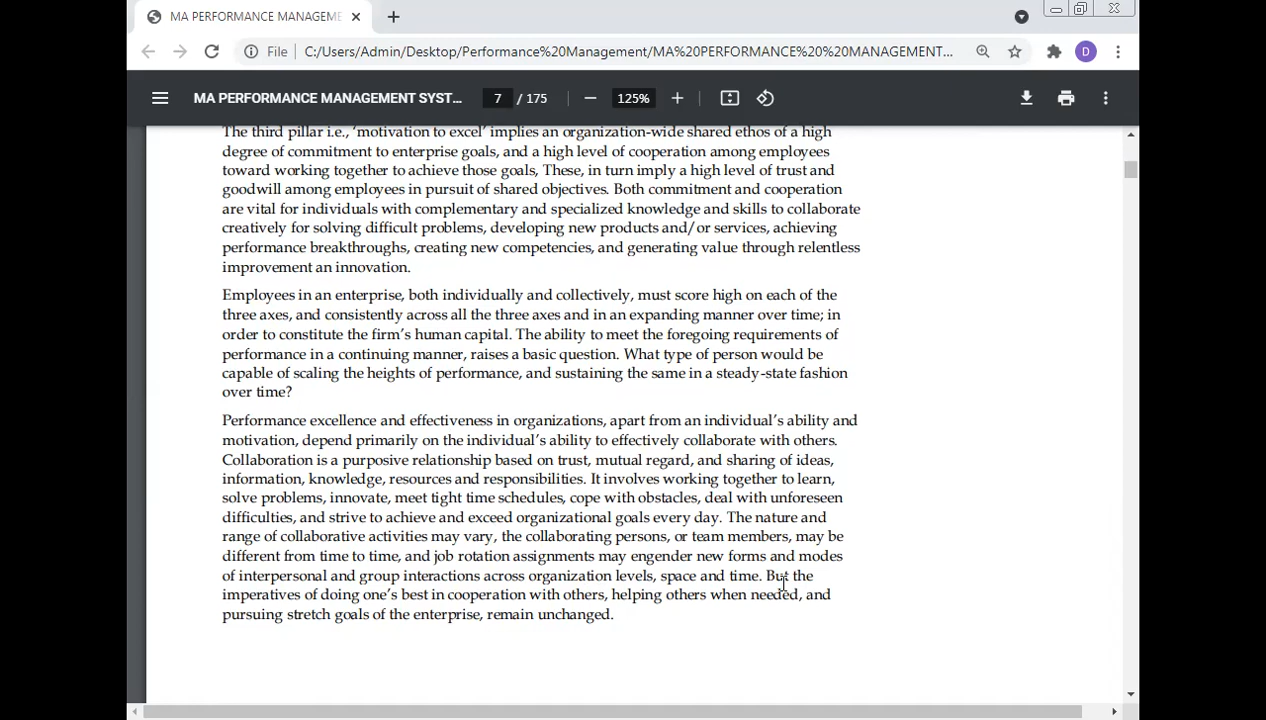 MA PERFORMANCE MANAGEME
File C:/Users/Admin/Desktop/Performance%20Management/MA%20PERFORMANCE%20%20MANAGEMENT... D
MA PERFORMANCE MANAGEMENT SYST... 7 / 175 125%
The third pillar i.e., ‘motivation to excel’ implies an organization-wide shared ethos of a high
degree of commitment to enterprise goals, and a high level of cooperation among employees
toward working together to achieve those goals, These, in turn imply a high level of trust and
goodwill among employees in pursuit of shared objectives. Both commitment and cooperation
are vital for individuals with complementary and specialized knowledge and skills to collaborate
creatively for solving difficult problems, developing new products and/or services, achieving
performance breakthroughs, creating new competencies, and generating value through relentless
improvement an innovation.
Employees in an enterprise, both individually and collectively, must score high on each of the
three axes, and consistently across all the three axes and in an expanding manner over time; in
order to constitute the firm’s human capital. The ability to meet the foregoing requirements of
performance in a continuing manner, raises a basic question. What type of person would be
capable of scaling the heights of performance, and sustaining the same in a steady-state fashion
over time?
Performance excellence and effectiveness in organizations, apart from an individual’s ability and
motivation, depend primarily on the individual’s ability to effectively collaborate with others.
Collaboration is a purposive relationship based on trust, mutual regard, and sharing of ideas,
information, knowledge, resources and responsibilities. It involves working together to learn,
solve problems, innovate, meet tight time schedules, cope with obstacles, deal with unforeseen
difficulties, and strive to achieve and exceed organizational goals every day. The nature and
range of collaborative activities may vary, the collaborating persons, or team members, may be
different from time to time, and job rotation assignments may engender new forms and modes
of interpersonal and group interactions across organization levels, space and time. But the
imperatives of doing one’s best in cooperation with others, helping others when needed, and
pursuing stretch goals of the enterprise, remain unchanged.